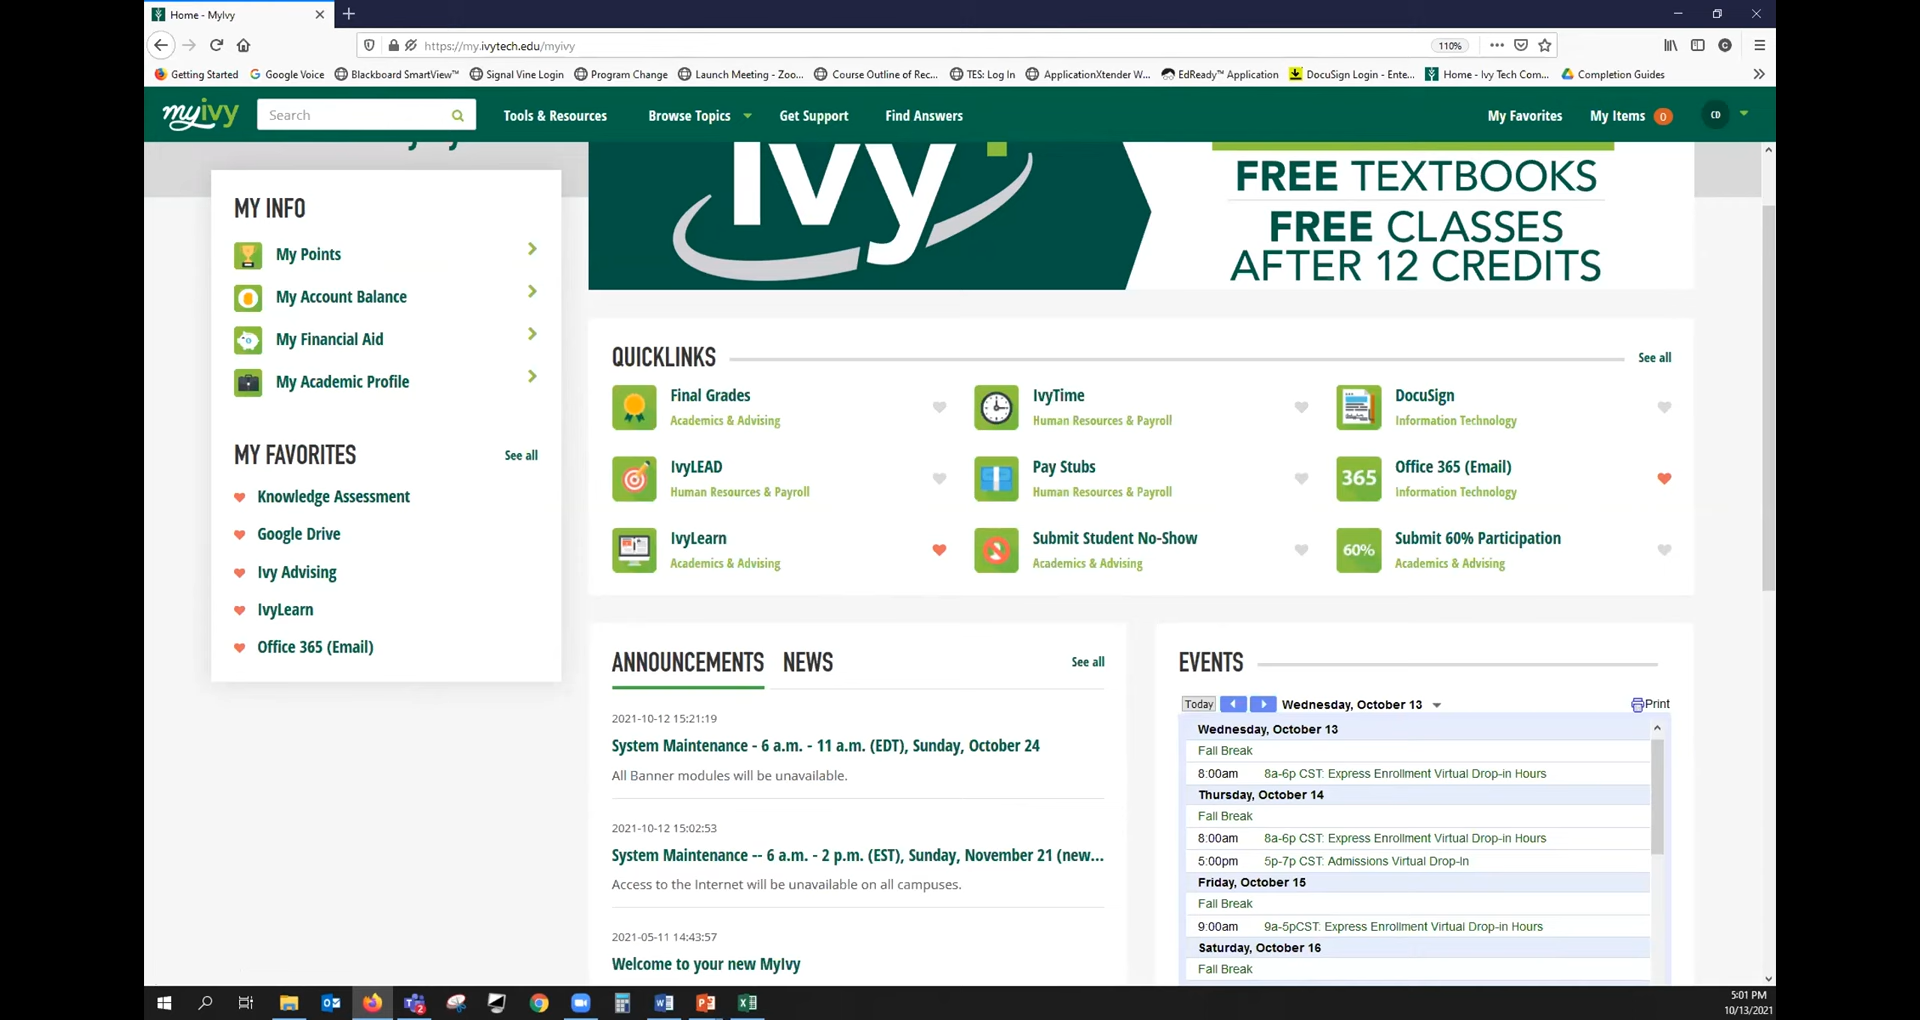 Home - MyIvy
https://my.ivytech.edu/myivy
110%
Getting Started
Google Voice
Blackboard SmartView™
Signal Vine Login
Program Change
Launch Meeting - Zoo...
Course Outline of Rec...
TES: Log In
ApplicationXtender W...
EdReady™ Application
DocuSign Login - Ente...
Home - Ivy Tech Com...
Completion Guides
myivy
Search
Tools & Resources
Browse Topics
Get Support
Find Answers
My Favorites
My Items 0
CD
ivy
FREE TEXTBOOKS
FREE CLASSES
AFTER 12 CREDITS
MY INFO
My Points
My Account Balance
My Financial Aid
My Academic Profile
MY FAVORITES
See all
Knowledge Assessment
Google Drive
Ivy Advising
IvyLearn
Office 365 (Email)
QUICKLINKS
See all
Final Grades
Academics & Advising
IvyTime
Human Resources & Payroll
DocuSign
Information Technology
IvyLEAD
Human Resources & Payroll
Pay Stubs
Human Resources & Payroll
365
Office 365 (Email)
Information Technology
IvyLearn
Academics & Advising
Submit Student No-Show
Academics & Advising
60%
Submit 60% Participation
Academics & Advising
ANNOUNCEMENTS
NEWS
See all
2021-10-12 15:21:19
System Maintenance - 6 a.m. - 11 a.m. (EDT), Sunday, October 24
All Banner modules will be unavailable.
2021-10-12 15:02:53
System Maintenance -- 6 a.m. - 2 p.m. (EST), Sunday, November 21 (new...
Access to the Internet will be unavailable on all campuses.
2021-05-11 14:43:57
Welcome to your new MyIvy
EVENTS
Today
Wednesday, October 13
Print
Wednesday, October 13
Fall Break
8:00am 8a-6p CST: Express Enrollment Virtual Drop-in Hours
Thursday, October 14
Fall Break
8:00am 8a-6p CST: Express Enrollment Virtual Drop-in Hours
5:00pm 5p-7p CST: Admissions Virtual Drop-In
Friday, October 15
Fall Break
9:00am 9a-5pCST: Express Enrollment Virtual Drop-in Hours
Saturday, October 16
Fall Break
5:01 PM
10/13/2021